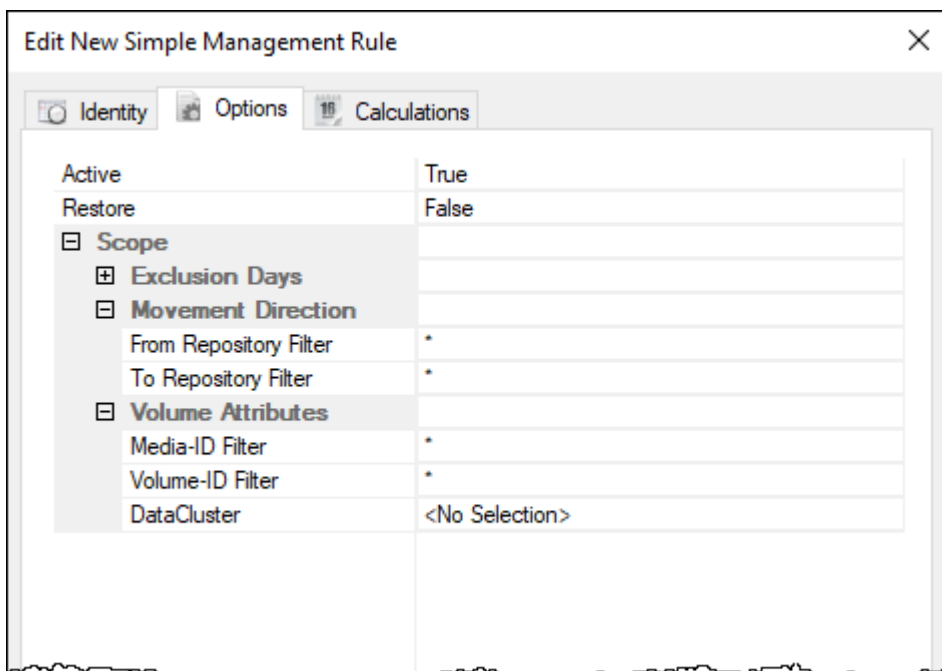 Edit New Simple Management Rule
Identity Options 16 Calculations
Active True
Restore False
Scope
Exclusion Days
Movement Direction
From Repository Filter *
To Repository Filter *
Volume Attributes
Media-ID Filter *
Volume-ID Filter *
DataCluster <No Selection>